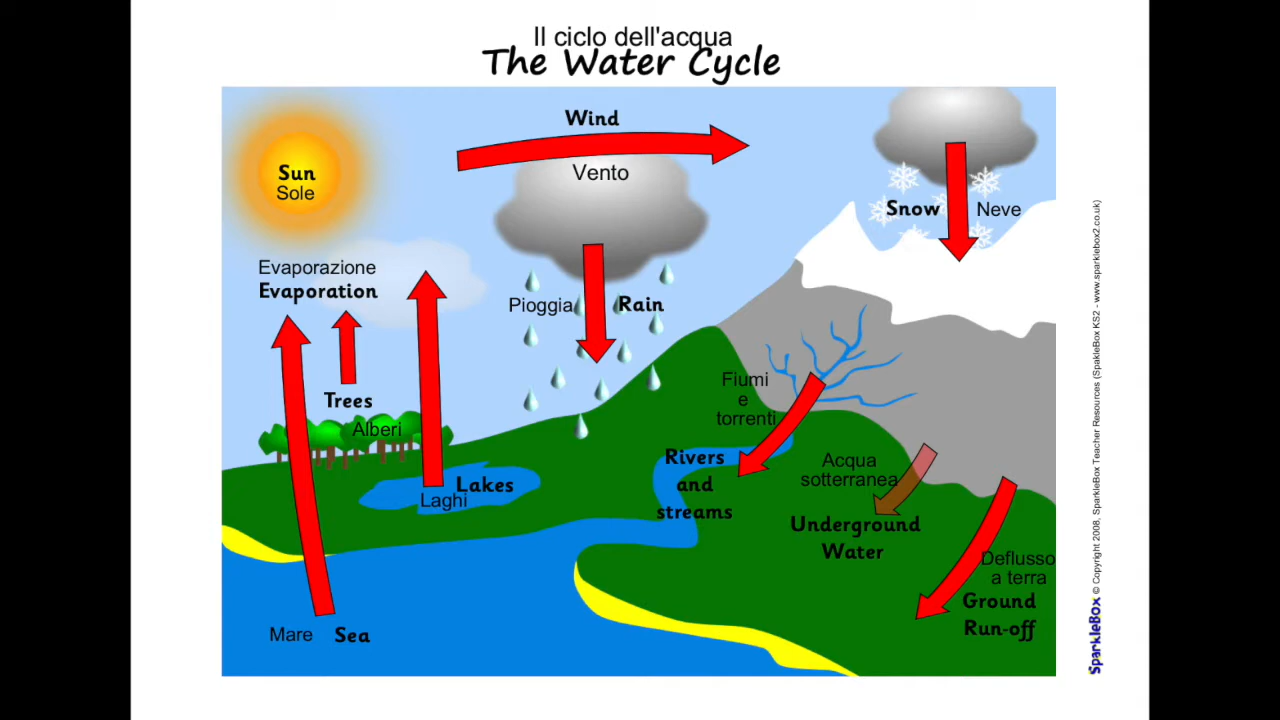 Il ciclo dell'acqua
The Water Cycle
Wind
Vento
Sun
Sole
Snow
Neve
Evaporazione
Evaporation
Pioggia
Rain
Trees
Alberi
Lakes
Laghi
Fiumi
e
torrenti
Rivers
and
streams
Acqua
sotterranea
Underground
Water
Deflusso
a terra
Ground
Run-off
Mare
Sea
SparkleBox © Copyright 2008, SparkleBox Teacher Resources (SpakleBox KS2 - www.sparklebox2.co.uk)